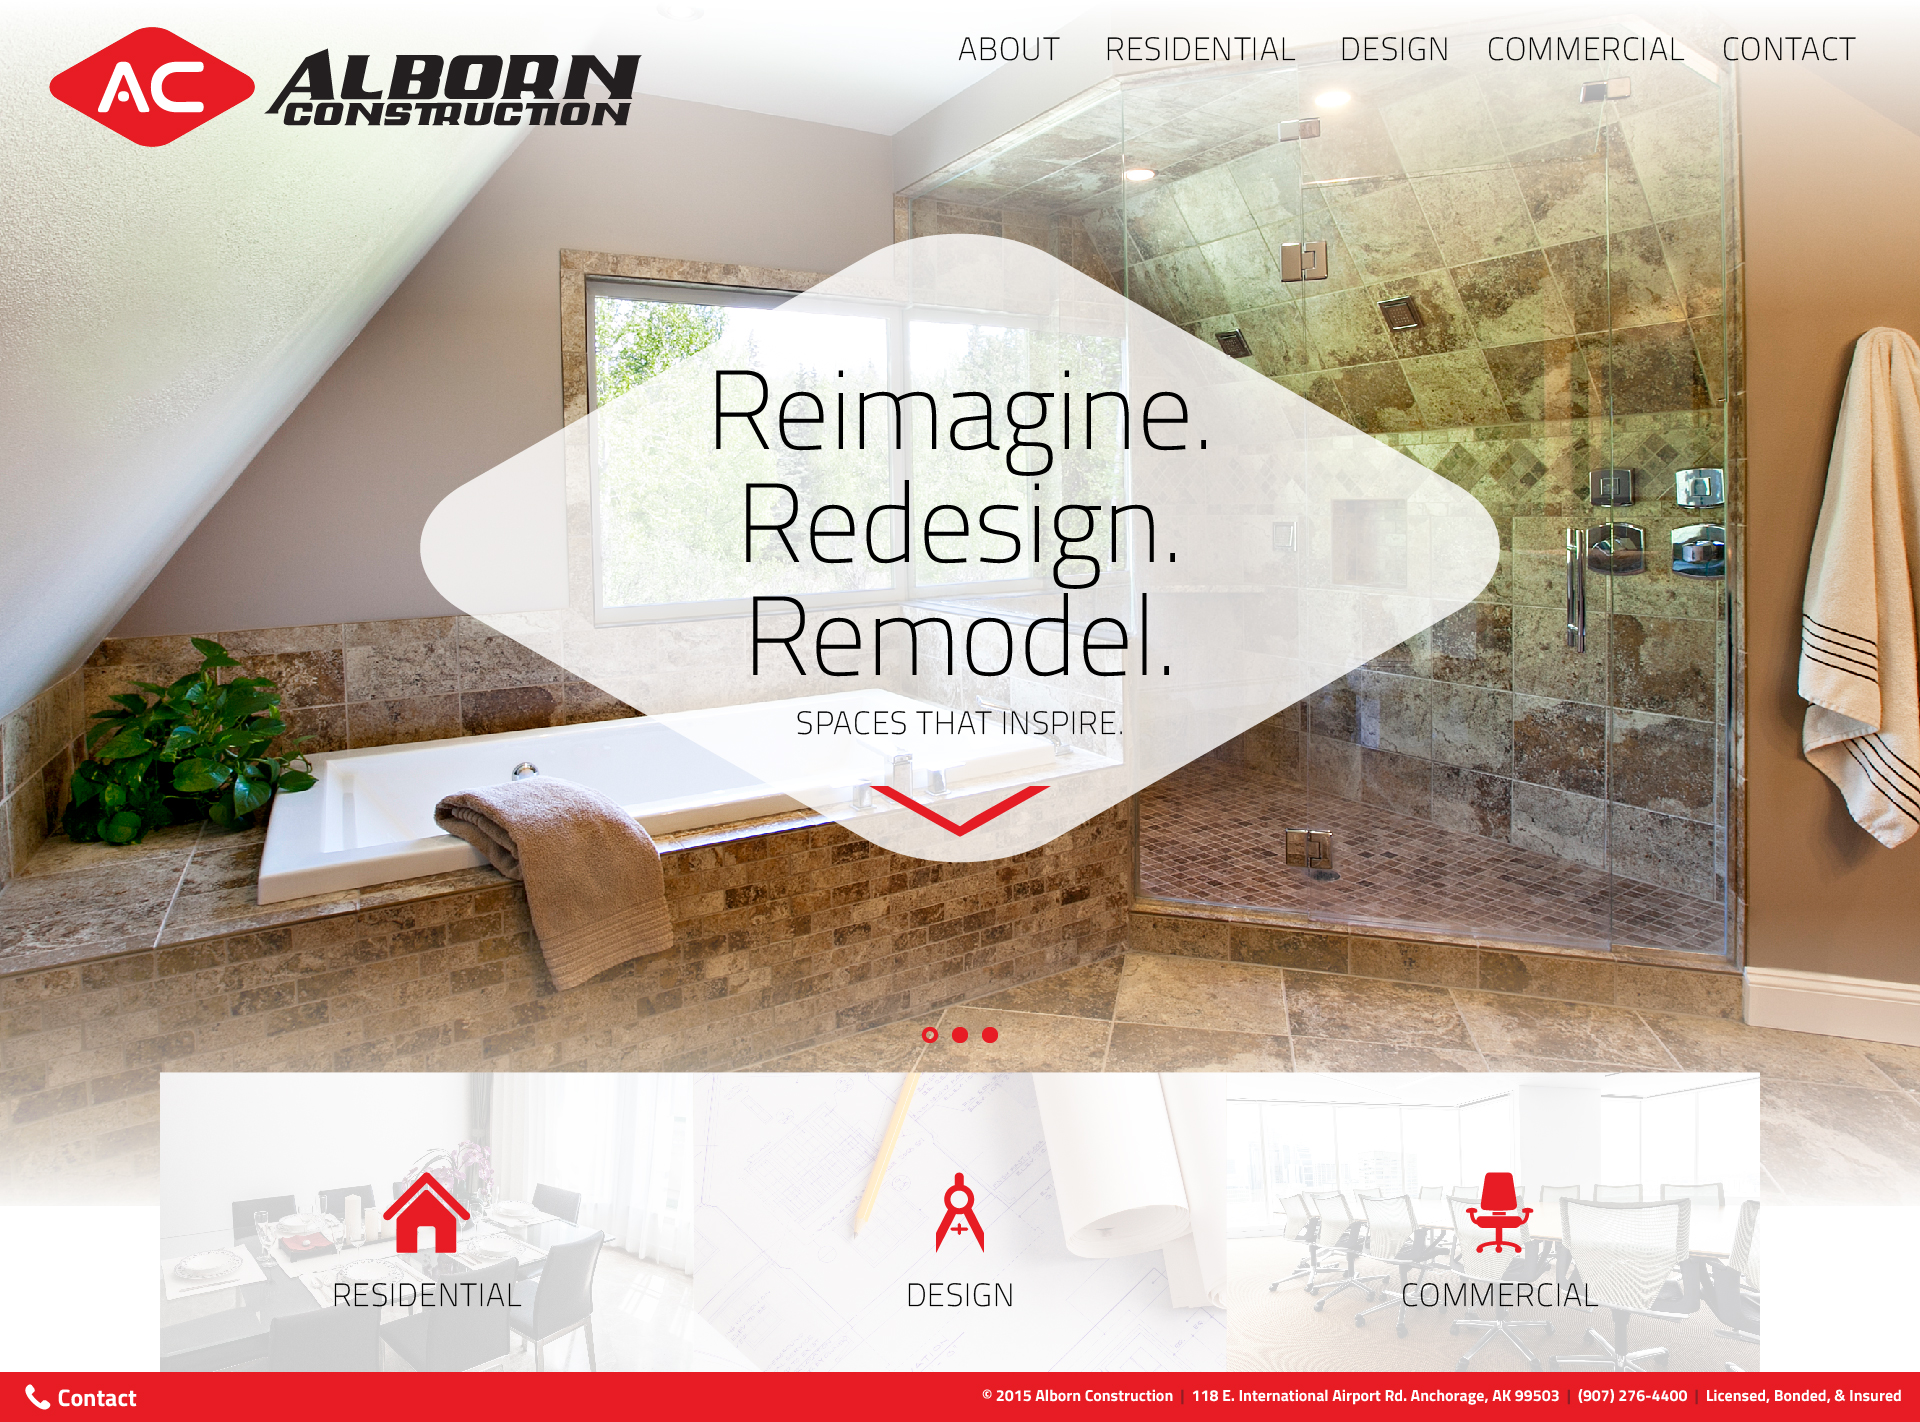 AC ALBORN
CONSTRUCTION
ABOUT RESIDENTIAL DESIGN COMMERCIAL CONTACT
Reimagine.
Redesign.
Remodel.
SPACES THAT INSPIRE.
RESIDENTIAL DESIGN COMMERCIAL
Contact © 2015 Alborn Construction | 118 E. International Airport Rd. Anchorage, AK 99503 | (907) 276-4400 | Licensed, Bonded, & Insured